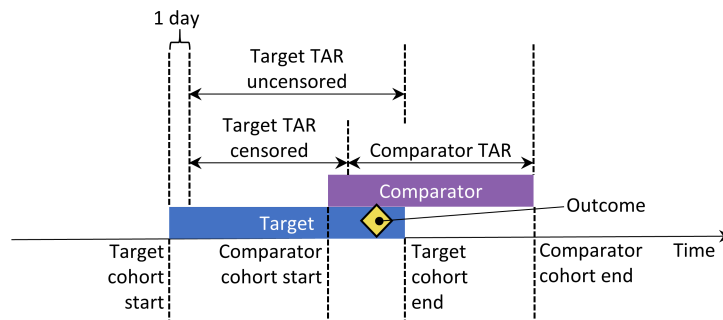 1 day
Target TAR
uncensored
Target TAR
censored
Comparator TAR
Comparator
Outcome
Target
Target
cohort
start
Comparator
cohort start
Target
cohort
end
Comparator
cohort end
Time